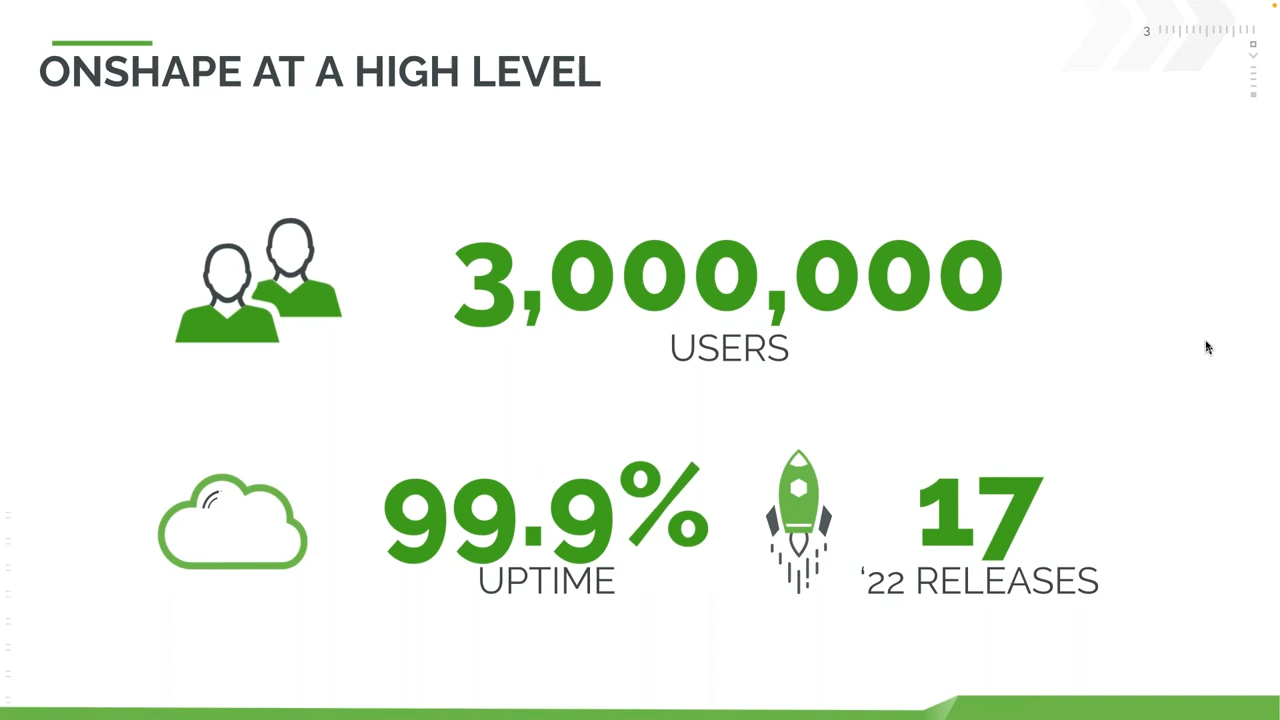 3
ONSHAPE AT A HIGH LEVEL
3,000,000
USERS
99.9%
UPTIME
17
‘22 RELEASES